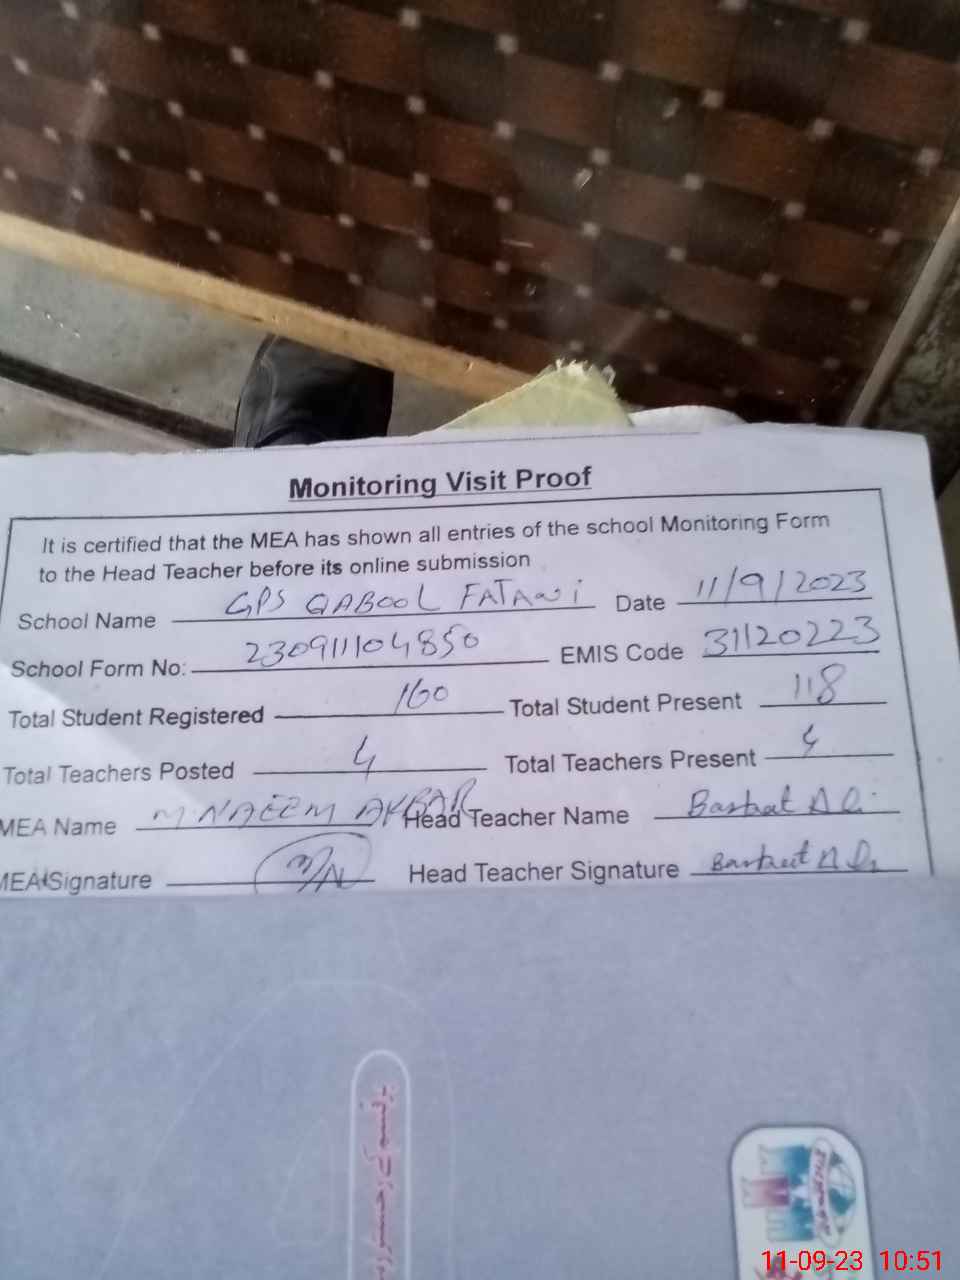 Monitoring Visit Proof
It is certified that the MEA has shown all entries of the school Monitoring Form
to the Head Teacher before its online submission
School Name GPS QABOOL FATAWI Date 11/9/2023
School Form No: 230911104850 EMIS Code 31120223
Total Student Registered 160 Total Student Present 118
Total Teachers Posted 4 Total Teachers Present 4
MEA Name M NAEEM AKBAR Head Teacher Name Barkat Ali
MEA Signature M/N Head Teacher Signature Barkat Ali
11-09-23 10:51